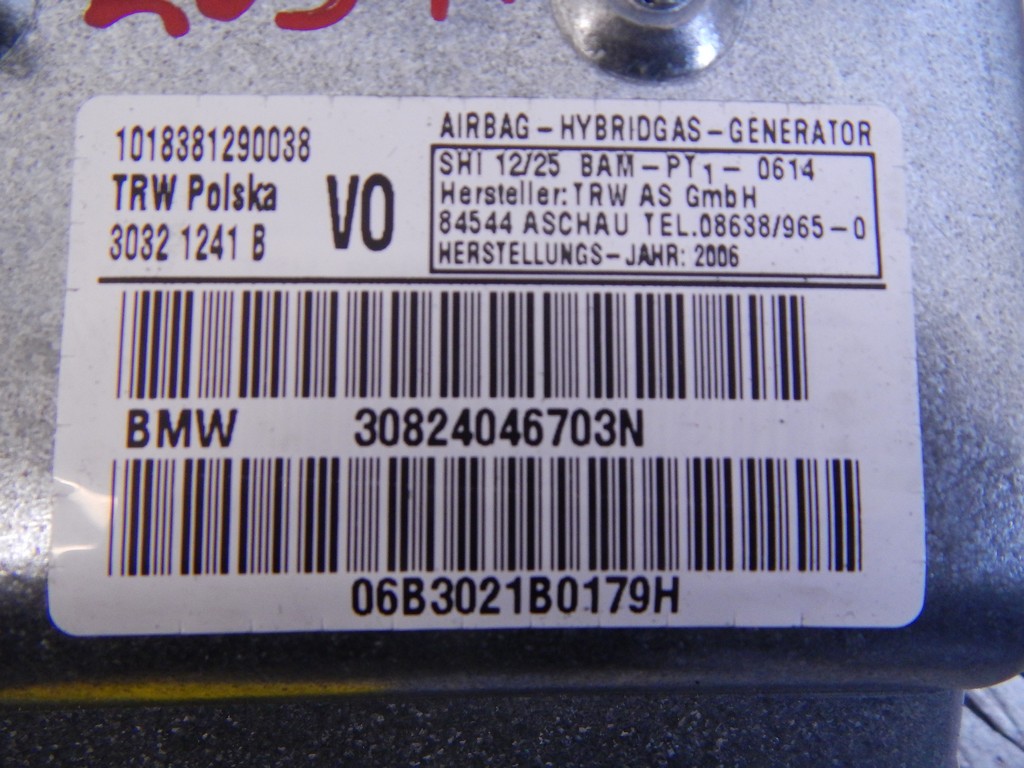 1018381290038
TRW Polska
3032 1241 B
VO
AIRBAG-HYBRIDGAS-GENERATOR
SHI 12/25 BAM-PT1-0614
Hersteller: TRW AS GmbH
84544 ASCHAU TEL.08638/965-0
HERSTELLUNGS-JAHR: 2006
BMW 30824046703N
06B3021B0179H